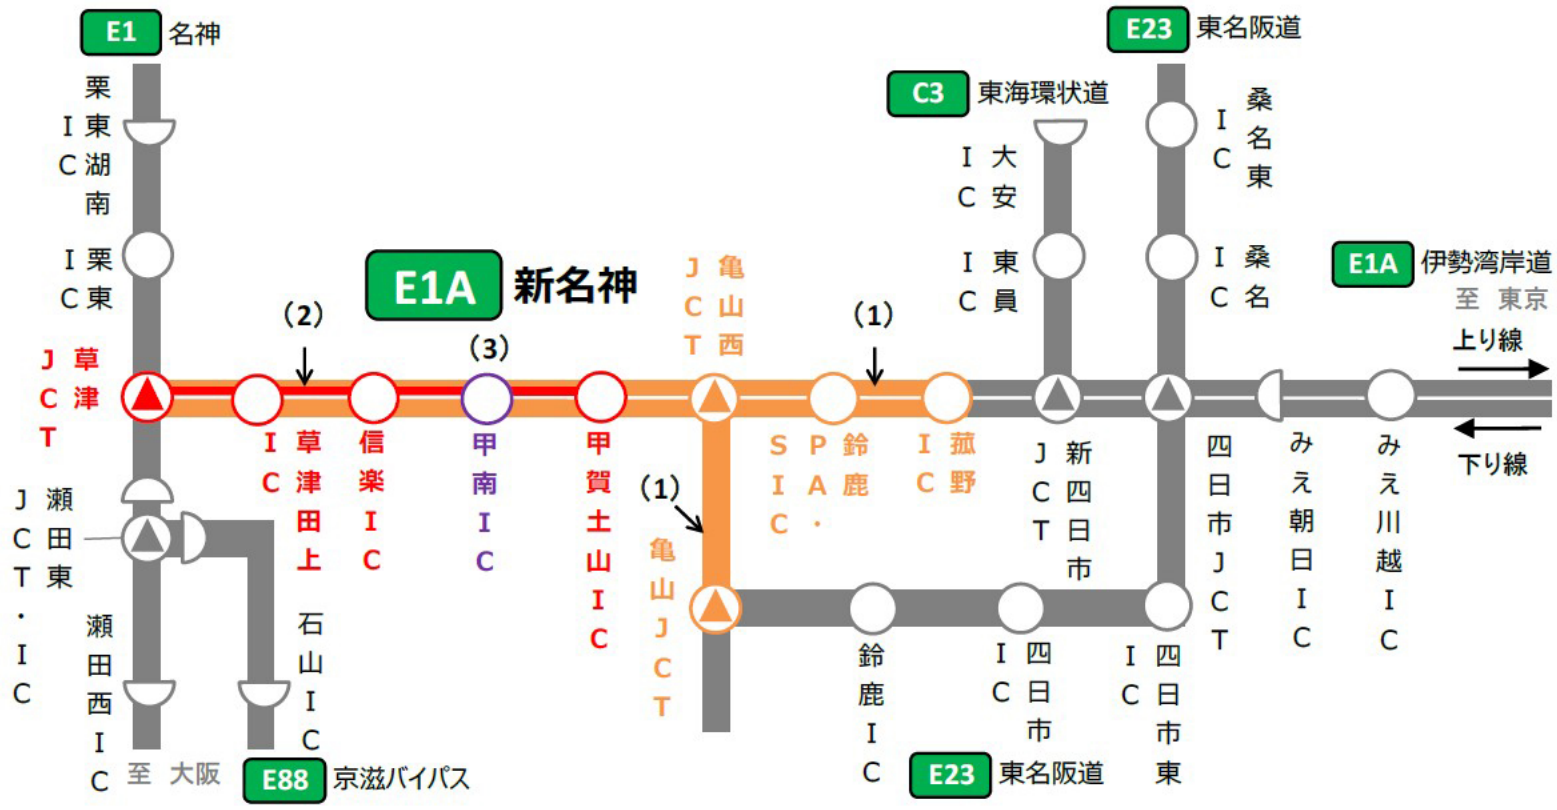 E1 名神
栗東湖南IC
栗東IC
草津JCT
瀬田東JCT・IC
瀬田西IC
至 大阪
石山IC
E88 京滋バイパス
(2)
草津田上IC
信楽IC
E1A 新名神
(3)
甲南IC
甲賀土山IC
亀山西JCT
(1)
亀山JCT
(1)
鈴鹿PA・SIC
菰野IC
C3 東海環状道
大安IC
東員IC
新四日市JCT
E23 東名阪道
桑名東IC
桑名IC
四日市JCT
みえ朝日IC
みえ川越IC
E1A 伊勢湾岸道
至 東京
上り線
下り線
鈴鹿IC
四日市IC
四日市東IC
E23 東名阪道